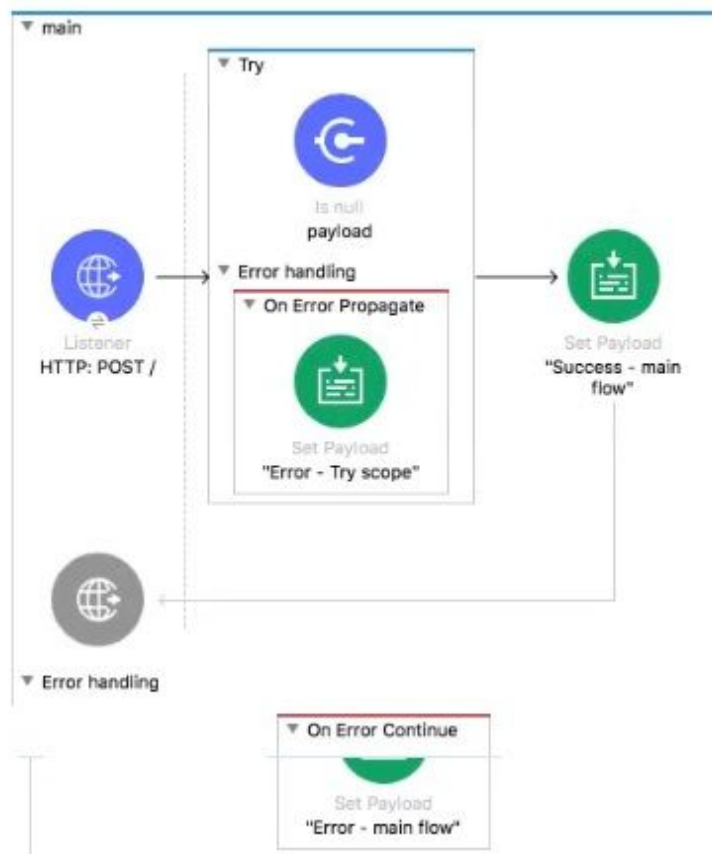 main
Try
Is null
payload
Listener
HTTP: POST /
Error handling
On Error Propagate
Set Payload
"Error - Try scope"
Set Payload
"Success - main
flow"
Error handling
On Error Continue
Set Payload
"Error - main flow"